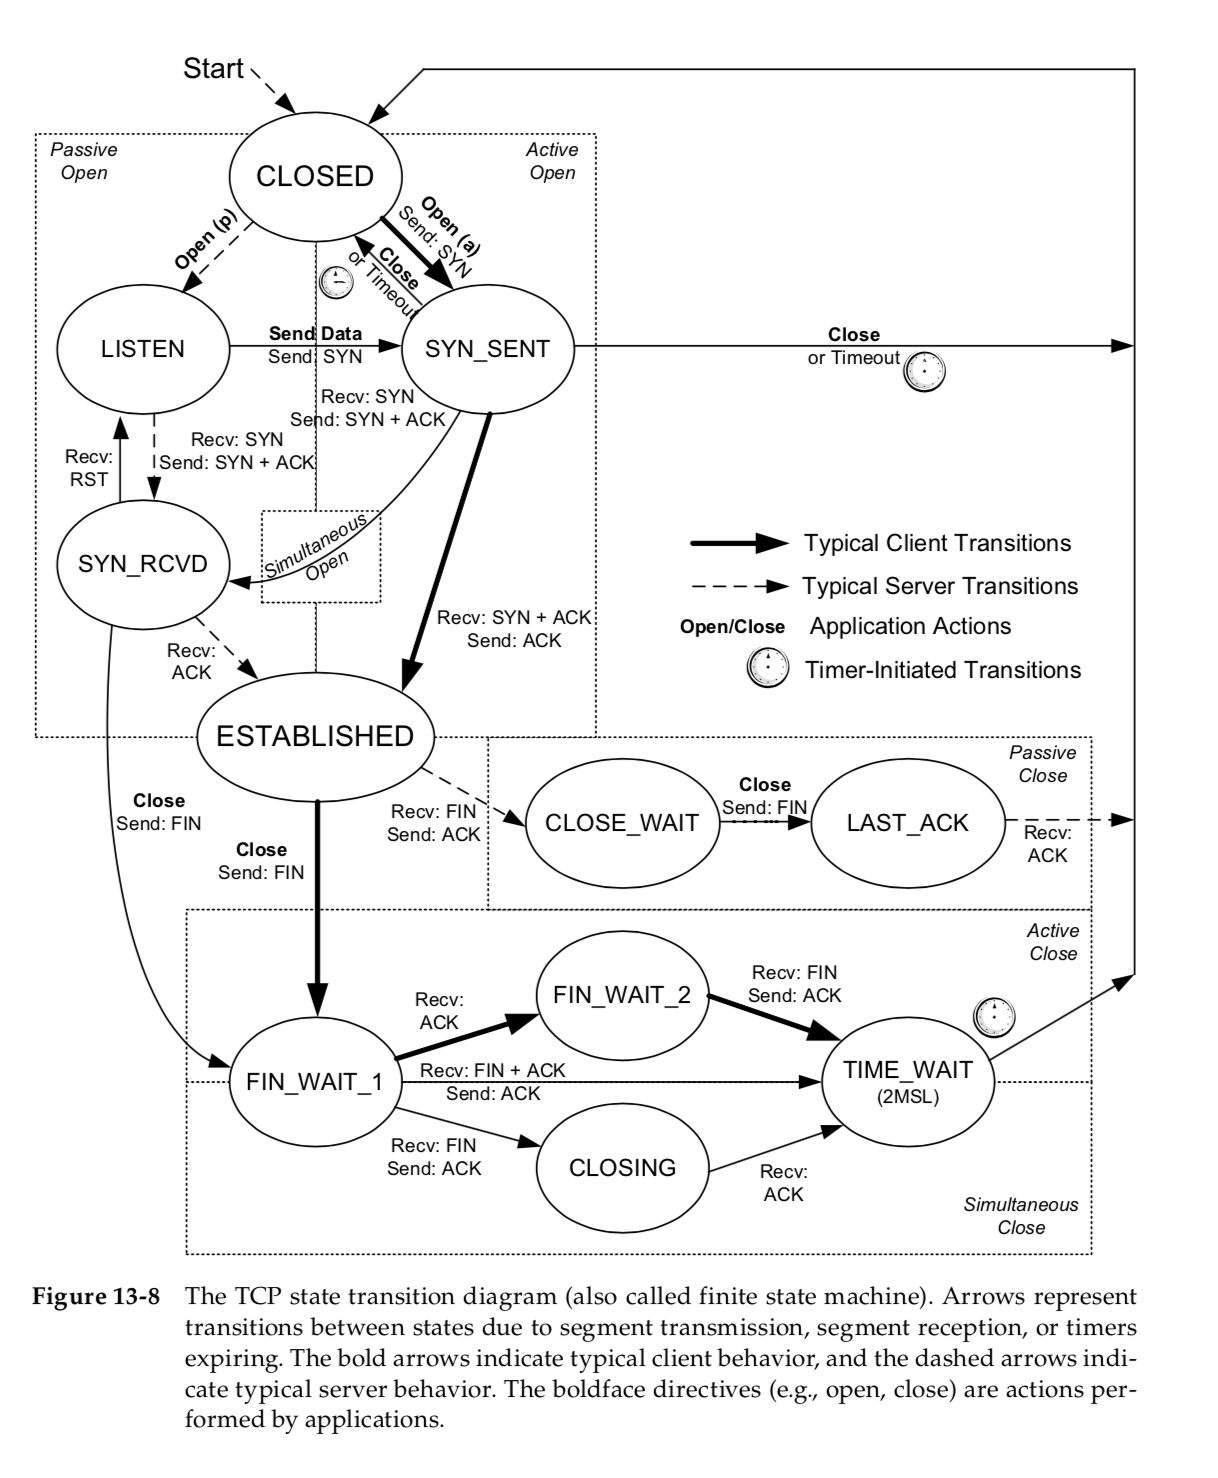 Start
Passive
Open
Active
Open
CLOSED
Open (p)
Open (a)
Send: SYN
Close
or Timeout
LISTEN
Send Data
Send: SYN
SYN_SENT
Close
or Timeout
Recv: SYN
Send: SYN + ACK
Recv: SYN
Send: SYN + ACK
Recv:
RST
SYN_RCVD
Simultaneous
Open
Typical Client Transitions
Typical Server Transitions
Open/Close Application Actions
Timer-Initiated Transitions
Recv: SYN + ACK
Send: ACK
Recv:
ACK
ESTABLISHED
Passive
Close
Close
Send: FIN
Recv: FIN
Send: ACK
CLOSE_WAIT
Close
Send: FIN
LAST_ACK
Recv:
ACK
Close
Send: FIN
Active
Close
FIN_WAIT_2
Recv: FIN
Send: ACK
Recv:
ACK
FIN_WAIT_1
Recv: FIN + ACK
Send: ACK
TIME_WAIT
(2MSL)
Recv: FIN
Send: ACK
CLOSING
Recv:
ACK
Simultaneous
Close
Figure 13-8 The TCP state transition diagram (also called finite state machine). Arrows represent
transitions between states due to segment transmission, segment reception, or timers
expiring. The bold arrows indicate typical client behavior, and the dashed arrows indi-
cate typical server behavior. The boldface directives (e.g., open, close) are actions per-
formed by applications.